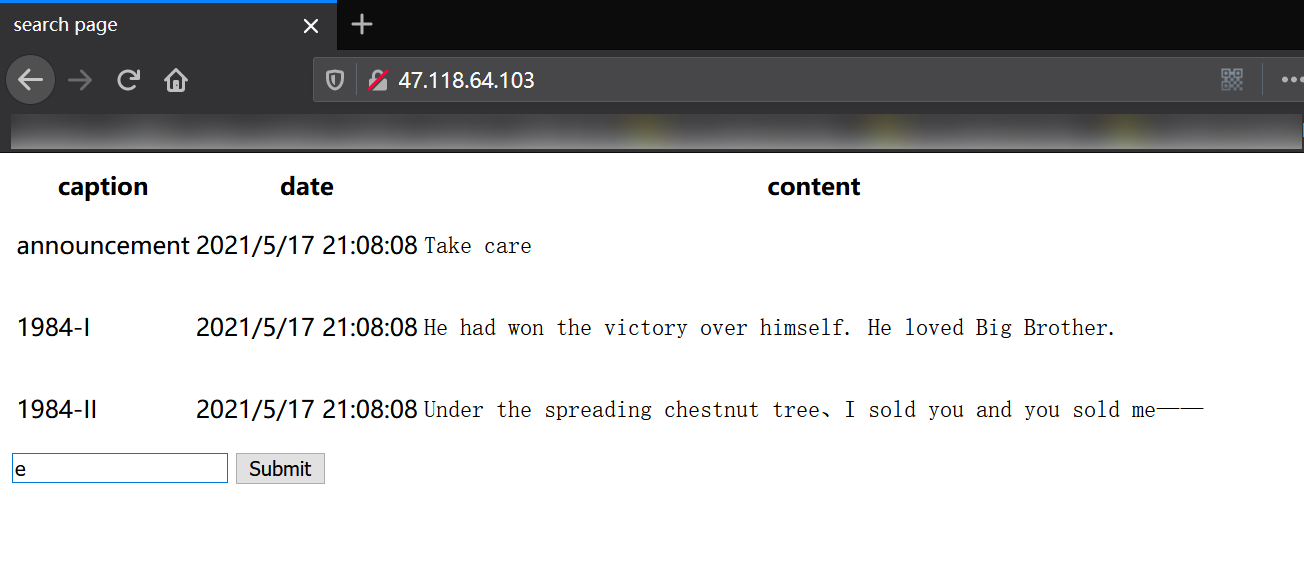 search page
47.118.64.103
caption date content
announcement 2021/5/17 21:08:08 Take care
1984-I 2021/5/17 21:08:08 He had won the victory over himself. He loved Big Brother.
1984-II 2021/5/17 21:08:08 Under the spreading chestnut tree、I sold you and you sold me——
e Submit